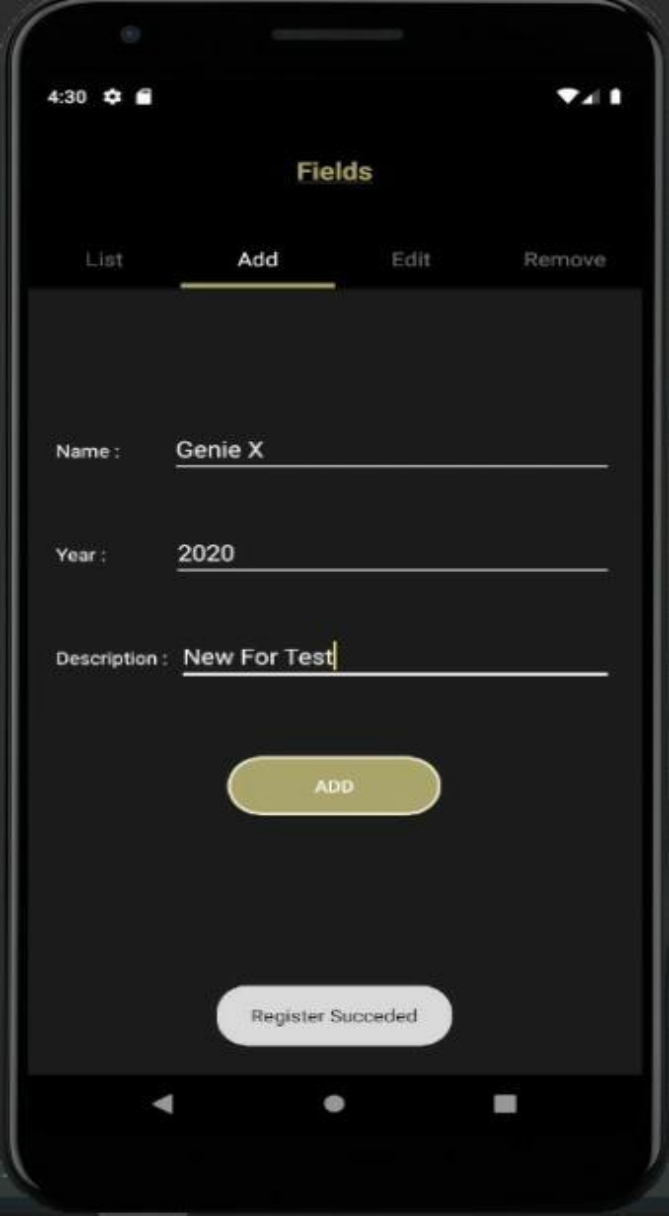 4:30
Fields
List Add Edit Remove
Name : Genie X
Year : 2020
Description : New For Test
ADD
Register Succeded